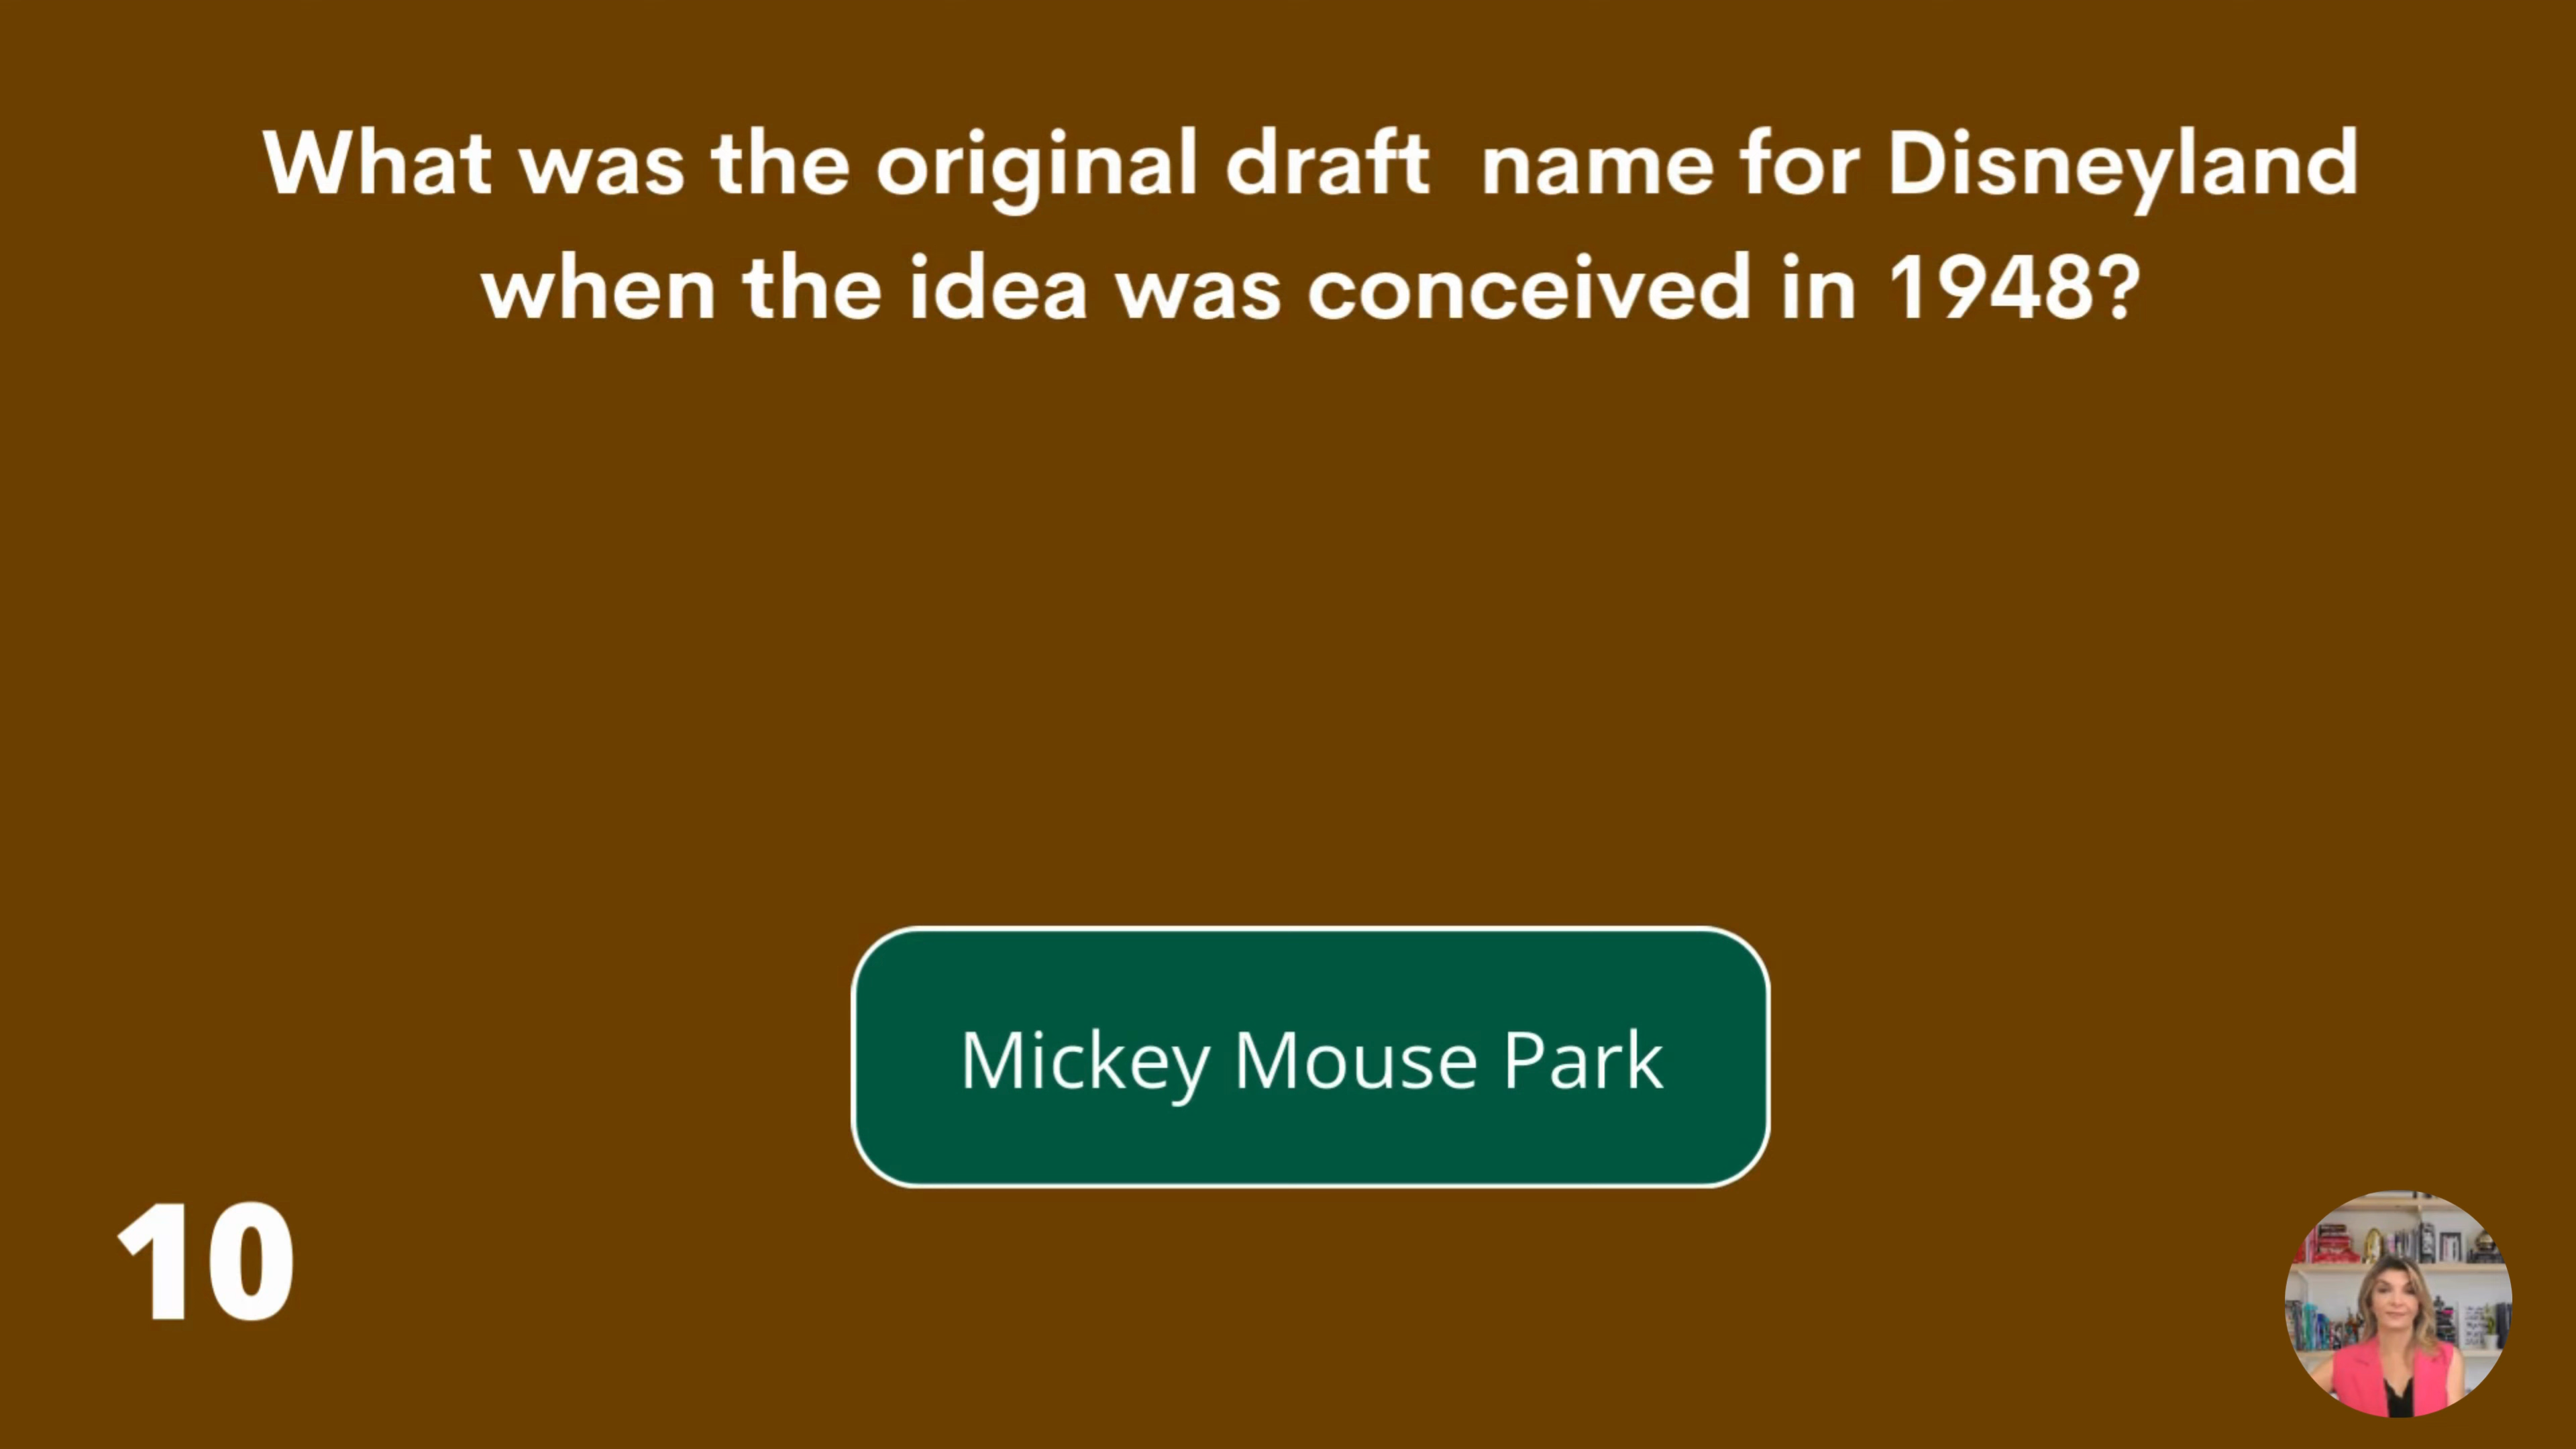 What was the original draft  name for Disneyland
when the idea was conceived in 1948?
Mickey Mouse Park
10